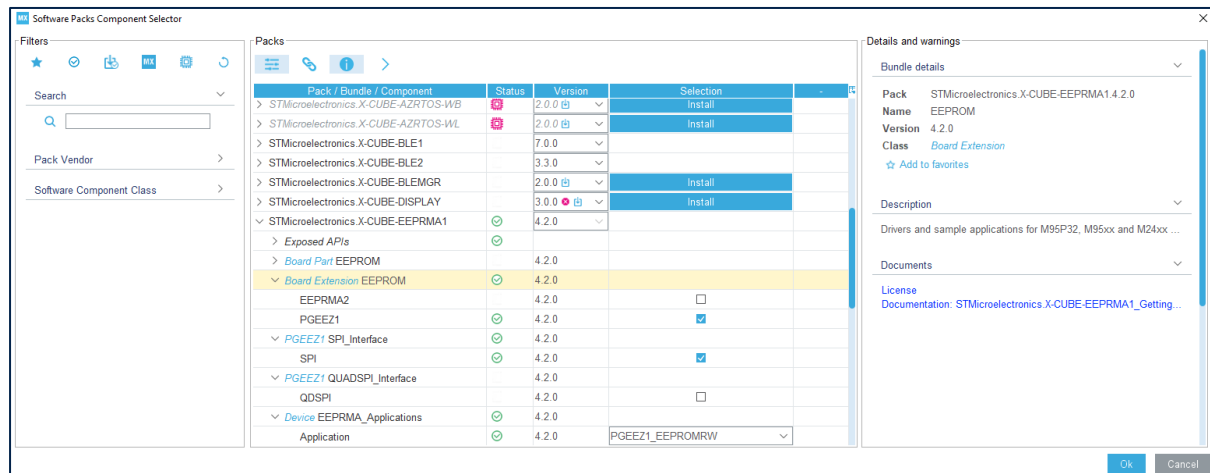 MX Software Packs Component Selector
Filters
MX
Search
Pack Vendor
Software Component Class
Packs
Pack / Bundle / Component Status Version Selection -
STMicroelectronics.X-CUBE-AZRTOS-WB 2.0.0 Install
STMicroelectronics.X-CUBE-AZRTOS-WL 2.0.0 Install
STMicroelectronics.X-CUBE-BLE1 7.0.0
STMicroelectronics.X-CUBE-BLE2 3.3.0
STMicroelectronics.X-CUBE-BLEMGR 2.0.0 Install
STMicroelectronics.X-CUBE-DISPLAY 3.0.0 Install
STMicroelectronics.X-CUBE-EEPRMA1 4.2.0
Exposed APIs
Board Part EEPROM 4.2.0
Board Extension EEPROM 4.2.0
EEPRMA2 4.2.0
PGEEZ1 4.2.0
PGEEZ1 SPI_Interface 4.2.0
SPI 4.2.0
PGEEZ1 QUADSPI_Interface 4.2.0
QDSPI 4.2.0
Device EEPRMA_Applications 4.2.0
Application 4.2.0 PGEEZ1_EEPROMRW
Details and warnings
Bundle details
Pack STMicroelectronics.X-CUBE-EEPRMA1.4.2.0
Name EEPROM
Version 4.2.0
Class Board Extension
Add to favorites
Description
Drivers and sample applications for M95P32, M95xx and M24xx ...
Documents
License
Documentation: STMicroelectronics.X-CUBE-EEPRMA1_Getting...
Ok Cancel